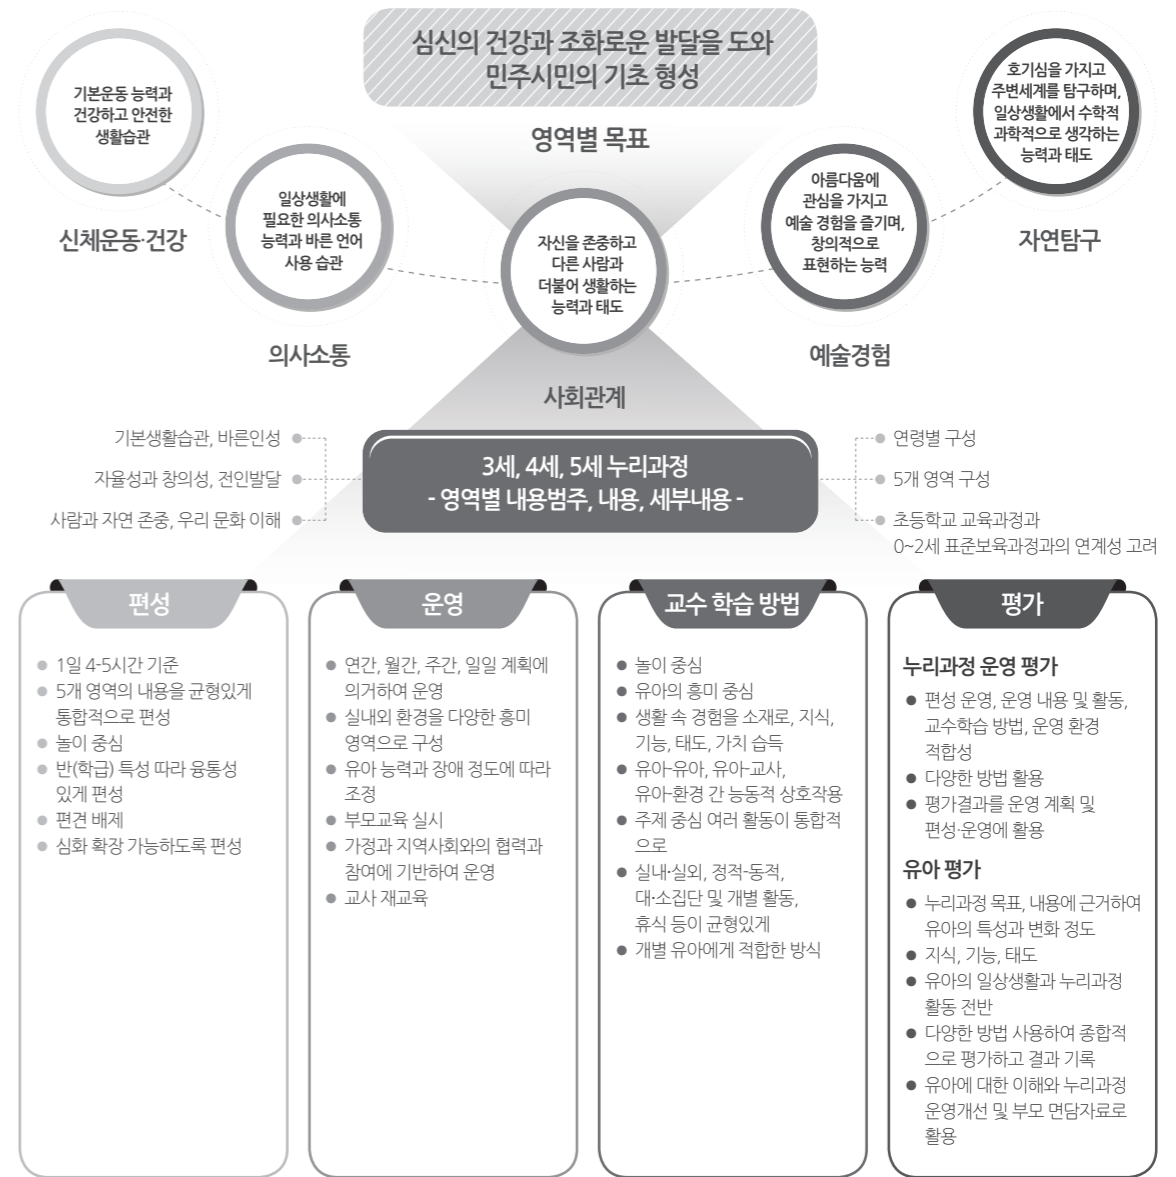 심신의 건강과 조화로운 발달을 도와
민주시민의 기초 형성
영역별 목표
기본운동 능력과
건강하고 안전한
생활습관
신체운동·건강
일상생활에
필요한 의사소통
능력과 바른 언어
사용 습관
의사소통
자신을 존중하고
다른 사람과
더불어 생활하는
능력과 태도
사회관계
아름다움에
관심을 가지고
예술 경험을 즐기며,
창의적으로
표현하는 능력
예술경험
호기심을 가지고
주변세계를 탐구하며,
일상생활에서 수학적
과학적으로 생각하는
능력과 태도
자연탐구
기본생활습관, 바른인성
자율성과 창의성, 전인발달
사람과 자연 존중, 우리 문화 이해
3세, 4세, 5세 누리과정
- 영역별 내용범주, 내용, 세부내용 -
연령별 구성
5개 영역 구성
초등학교 교육과정과
0~2세 표준보육과정과의 연계성 고려
편성
● 1일 4-5시간 기준
● 5개 영역의 내용을 균형있게
통합적으로 편성
● 놀이 중심
● 반(학급) 특성 따라 융통성
있게 편성
● 편견 배제
● 심화 확장 가능하도록 편성
운영
● 연간, 월간, 주간, 일일 계획에
의거하여 운영
● 실내외 환경을 다양한 흥미
영역으로 구성
● 유아 능력과 장애 정도에 따라
조정
● 부모교육 실시
● 가정과 지역사회와의 협력과
참여에 기반하여 운영
● 교사 재교육
교수 학습 방법
● 놀이 중심
● 유아의 흥미 중심
● 생활 속 경험을 소재로, 지식,
기능, 태도, 가치 습득
● 유아-유아, 유아-교사,
유아-환경 간 능동적 상호작용
● 주제 중심 여러 활동이 통합적
으로
● 실내·실외, 정적-동적,
대·소집단 및 개별 활동,
휴식 등이 균형있게
● 개별 유아에게 적합한 방식
평가
누리과정 운영 평가
● 편성 운영, 운영 내용 및 활동,
교수학습 방법, 운영 환경
적합성
● 다양한 방법 활용
● 평가결과를 운영 계획 및
편성·운영에 활용
유아 평가
● 누리과정 목표, 내용에 근거하여
유아의 특성과 변화 정도
● 지식, 기능, 태도
● 유아의 일상생활과 누리과정
활동 전반
● 다양한 방법 사용하여 종합적
으로 평가하고 결과 기록
● 유아에 대한 이해와 누리과정
운영개선 및 부모 면담자료로
활용